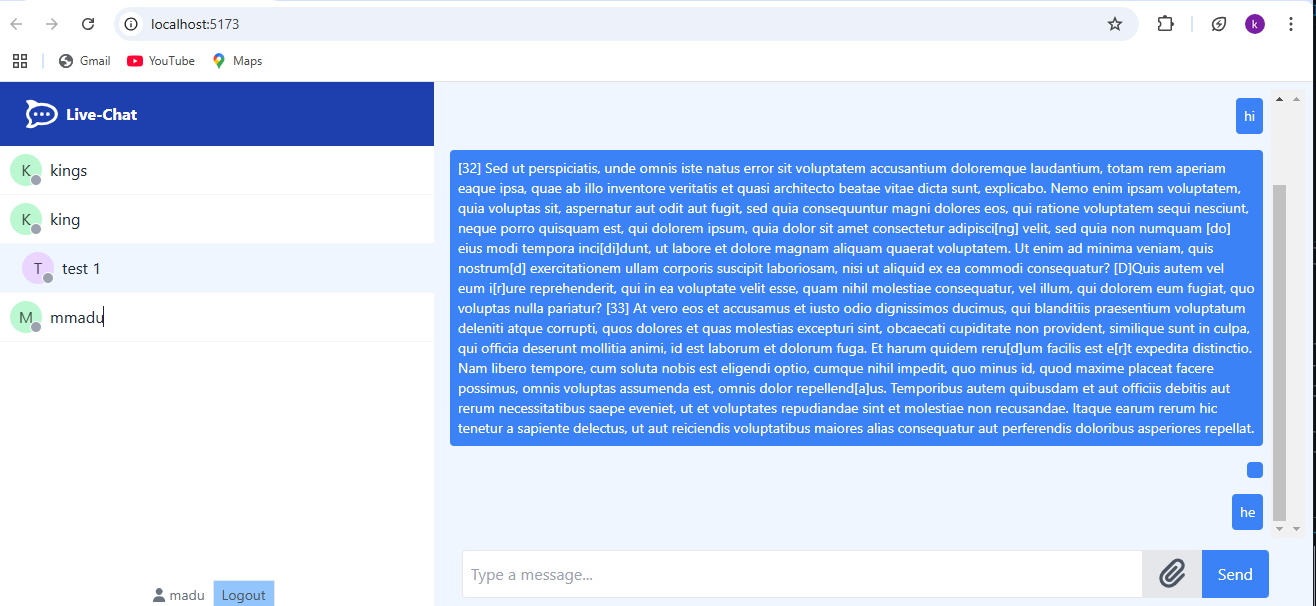 localhost:5173
k
Gmail
YouTube
Maps
Live-Chat
K kings
K king
T test 1
M mmadu
madu Logout
hi
[32] Sed ut perspiciatis, unde omnis iste natus error sit voluptatem accusantium doloremque laudantium, totam rem aperiam
eaque ipsa, quae ab illo inventore veritatis et quasi architecto beatae vitae dicta sunt, explicabo. Nemo enim ipsam voluptatem,
quia voluptas sit, aspernatur aut odit aut fugit, sed quia consequuntur magni dolores eos, qui ratione voluptatem sequi nesciunt,
neque porro quisquam est, qui dolorem ipsum, quia dolor sit amet consectetur adipisci[ng] velit, sed quia non numquam [do]
eius modi tempora inci[di]dunt, ut labore et dolore magnam aliquam quaerat voluptatem. Ut enim ad minima veniam, quis
nostrum[d] exercitationem ullam corporis suscipit laboriosam, nisi ut aliquid ex ea commodi consequatur? [D]Quis autem vel
eum i[r]ure reprehenderit, qui in ea voluptate velit esse, quam nihil molestiae consequatur, vel illum, qui dolorem eum fugiat, quo
voluptas nulla pariatur? [33] At vero eos et accusamus et iusto odio dignissimos ducimus, qui blanditiis praesentium voluptatum
deleniti atque corrupti, quos dolores et quas molestias excepturi sint, obcaecati cupiditate non provident, similique sunt in culpa,
qui officia deserunt mollitia animi, id est laborum et dolorum fuga. Et harum quidem reru[d]um facilis est e[r]t expedita distinctio.
Nam libero tempore, cum soluta nobis est eligendi optio, cumque nihil impedit, quo minus id, quod maxime placeat facere
possimus, omnis voluptas assumenda est, omnis dolor repellend[a]us. Temporibus autem quibusdam et aut officiis debitis aut
rerum necessitatibus saepe eveniet, ut et voluptates repudiandae sint et molestiae non recusandae. Itaque earum rerum hic
tenetur a sapiente delectus, ut aut reiciendis voluptatibus maiores alias consequatur aut perferendis doloribus asperiores repellat.
he
Type a message...
Send